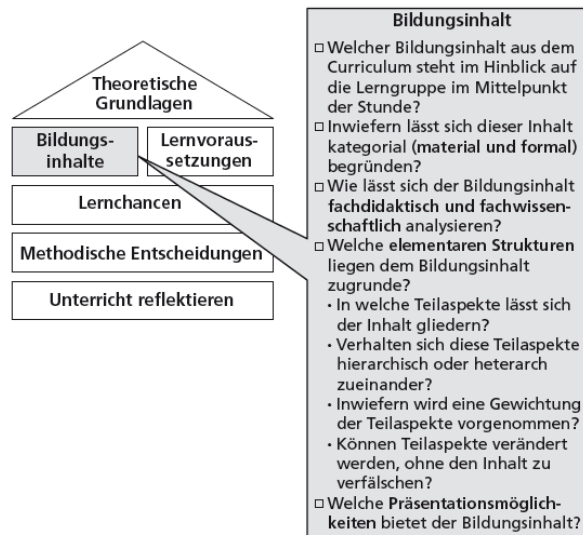 Theoretische
Grundlagen
Bildungs-
inhalte
Lernvoraus-
setzungen
Lernchancen
Methodische Entscheidungen
Unterricht reflektieren
Bildungsinhalt
□ Welcher Bildungsinhalt aus dem
Curriculum steht im Hinblick auf
die Lerngruppe im Mittelpunkt
der Stunde?
□ Inwiefern lässt sich dieser Inhalt
kategorial (material und formal)
begründen?
□ Wie lässt sich der Bildungsinhalt
fachdidaktisch und fachwissen-
schaftlich analysieren?
□ Welche elementaren Strukturen
liegen dem Bildungsinhalt
zugrunde?
• In welche Teilaspekte lässt sich
der Inhalt gliedern?
• Verhalten sich diese Teilaspekte
hierarchisch oder heterarch
zueinander?
• Inwiefern wird eine Gewichtung
der Teilaspekte vorgenommen?
• Können Teilaspekte verändert
werden, ohne den Inhalt zu
verfälschen?
□ Welche Präsentationsmöglich-
keiten bietet der Bildungsinhalt?